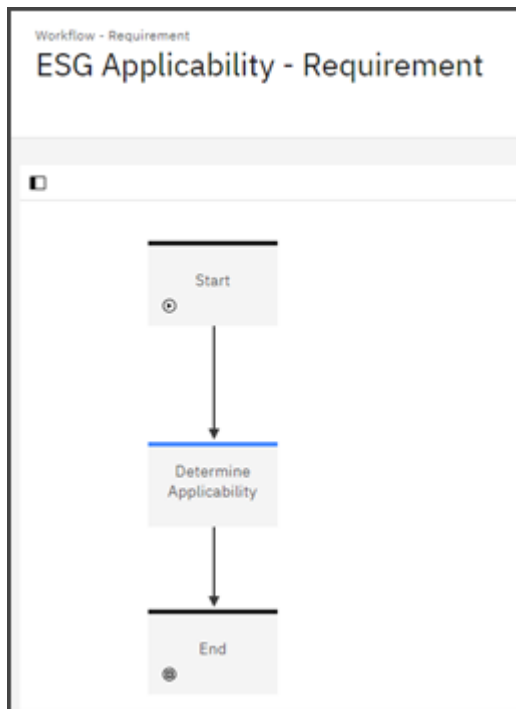 Workflow - Requirement
ESG Applicability - Requirement
Start
Determine
Applicability
End